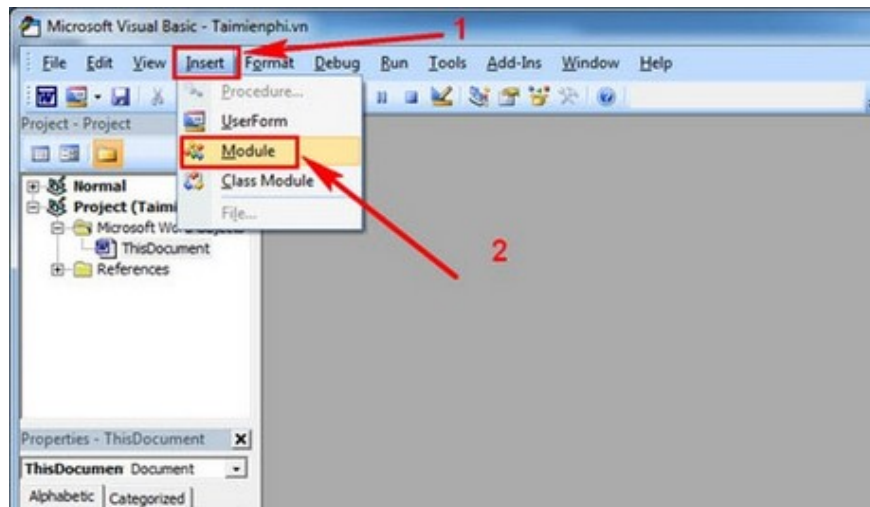 Microsoft Visual Basic - Taimienphi.vn
1
File Edit View Insert Format Debug Run Tools Add-Ins Window Help
Procedure...
Project - Project
UserForm
Module
Class Module
Normal
File...
Project (Taimi
Microsoft Wo
2
ThisDocument
References
Properties - ThisDocument
ThisDocumen Document
Alphabetic Categorized